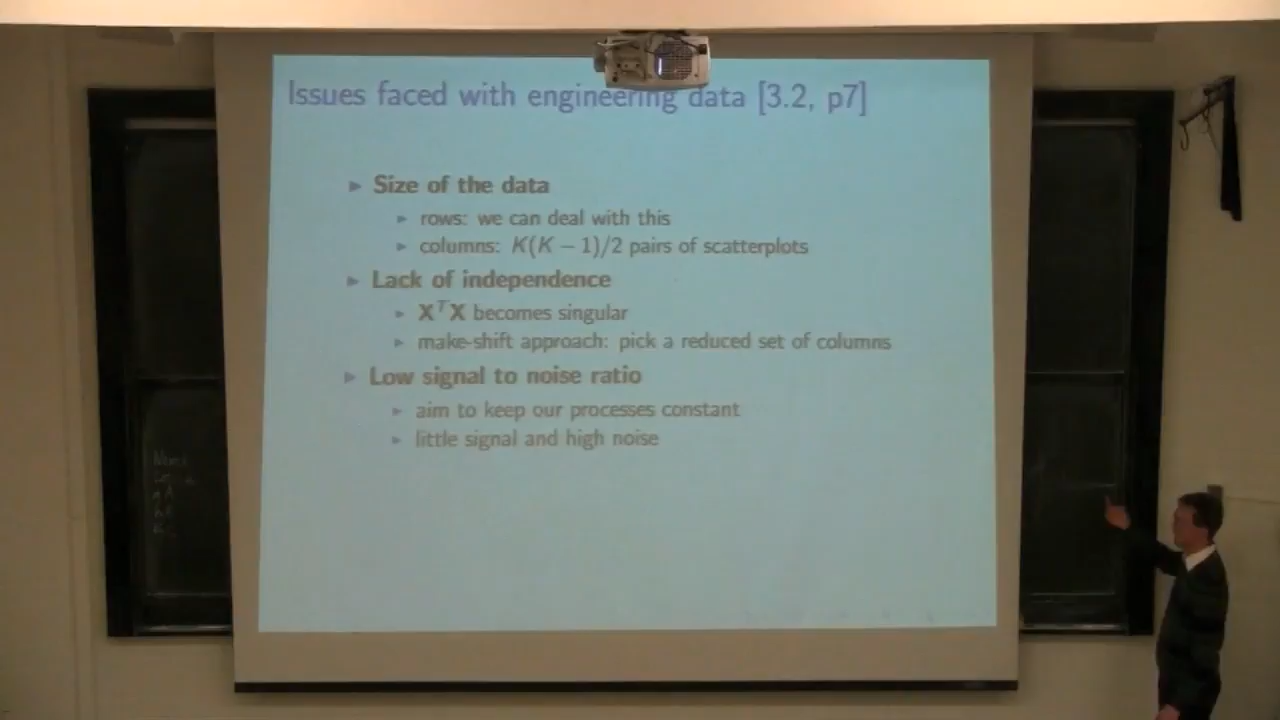 Issues faced with engineering data [3.2, p7]
▸ Size of the data
▸ rows: we can deal with this
▸ columns: K(K − 1)/2 pairs of scatterplots
▸ Lack of independence
▸ XᵀX becomes singular
▸ make-shift approach: pick a reduced set of columns
▸ Low signal to noise ratio
▸ aim to keep our processes constant
▸ little signal and high noise